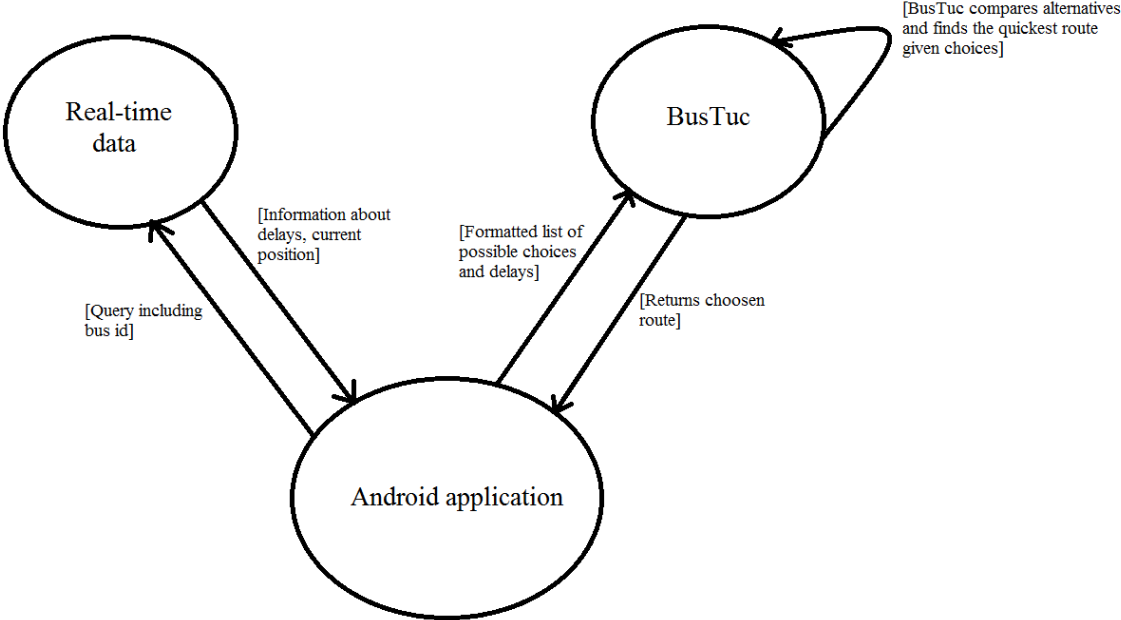 [BusTuc compares alternatives
and finds the quickest route
given choices]
Real-time
data
BusTuc
[Information about
delays, current
position]
[Formatted list of
possible choices
and delays]
[Query including
bus id]
[Returns choosen
route]
Android application